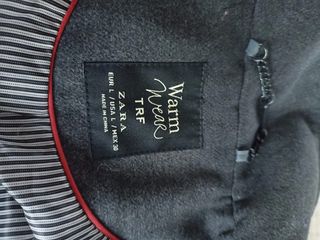 Warm
Wear
TRF
ZARA
EUR L / USA L / MEX 30
MADE IN CHINA